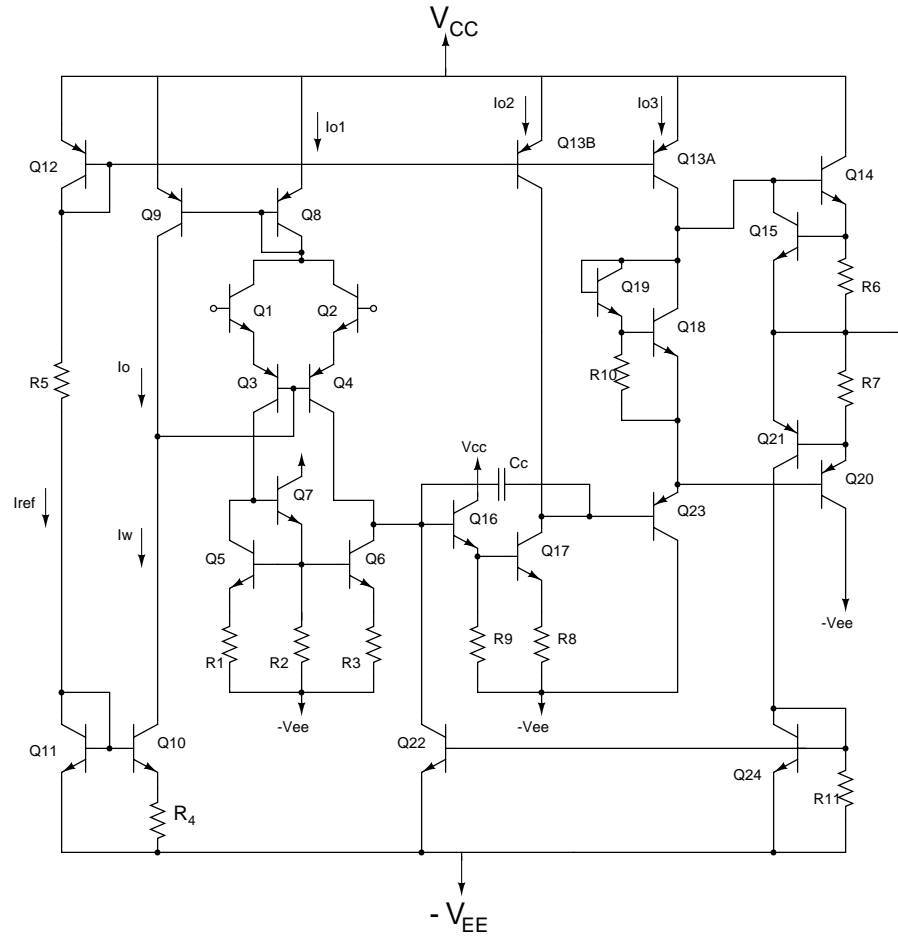 VCC
Io1
Io2
Io3
Q12
Q13B
Q13A
Q14
Q9
Q8
Q15
Q19
R6
Q1
Q2
Q18
R5
Io
Q3
Q4
R10
R7
Vcc
Cc
Q21
Q20
Iref
Iw
Q7
Q16
Q23
Q5
Q6
Q17
-Vee
R1
R2
R3
R9
R8
-Vee
-Vee
Q11
Q10
Q22
Q24
R11
R4
- VEE